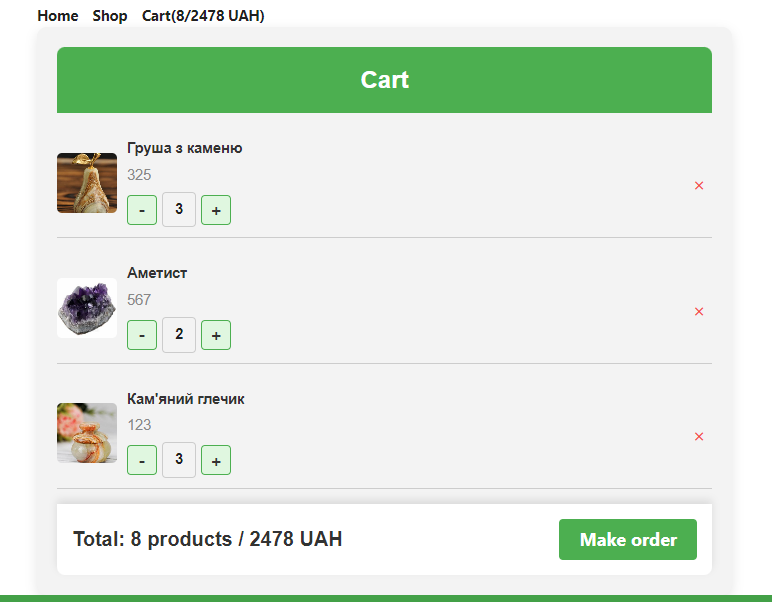 Home Shop Cart(8/2478 UAH)
Cart
Груша з каменю
325
- 3 +
×
Аметист
567
- 2 +
×
Кам'яний глечик
123
- 3 +
×
Total: 8 products / 2478 UAH
Make order